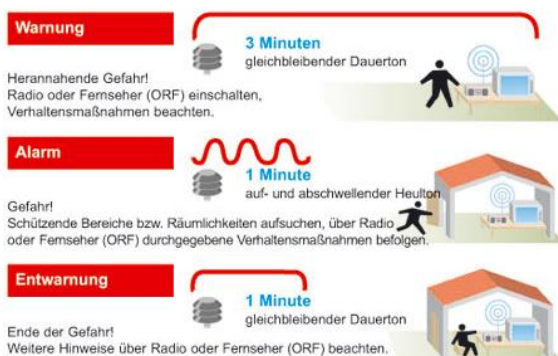 Warnung
3 Minuten
gleichbleibender Dauerton
Herannahende Gefahr!
Radio oder Fernseher (ORF) einschalten,
Verhaltensmaßnahmen beachten.
Alarm
1 Minute
auf- und abschwellender Heulton
Gefahr!
Schützende Bereiche bzw. Räumlichkeiten aufsuchen, über Radio
oder Fernseher (ORF) durchgegebene Verhaltensmaßnahmen befolgen.
Entwarnung
1 Minute
gleichbleibender Dauerton
Ende der Gefahr!
Weitere Hinweise über Radio oder Fernseher (ORF) beachten.